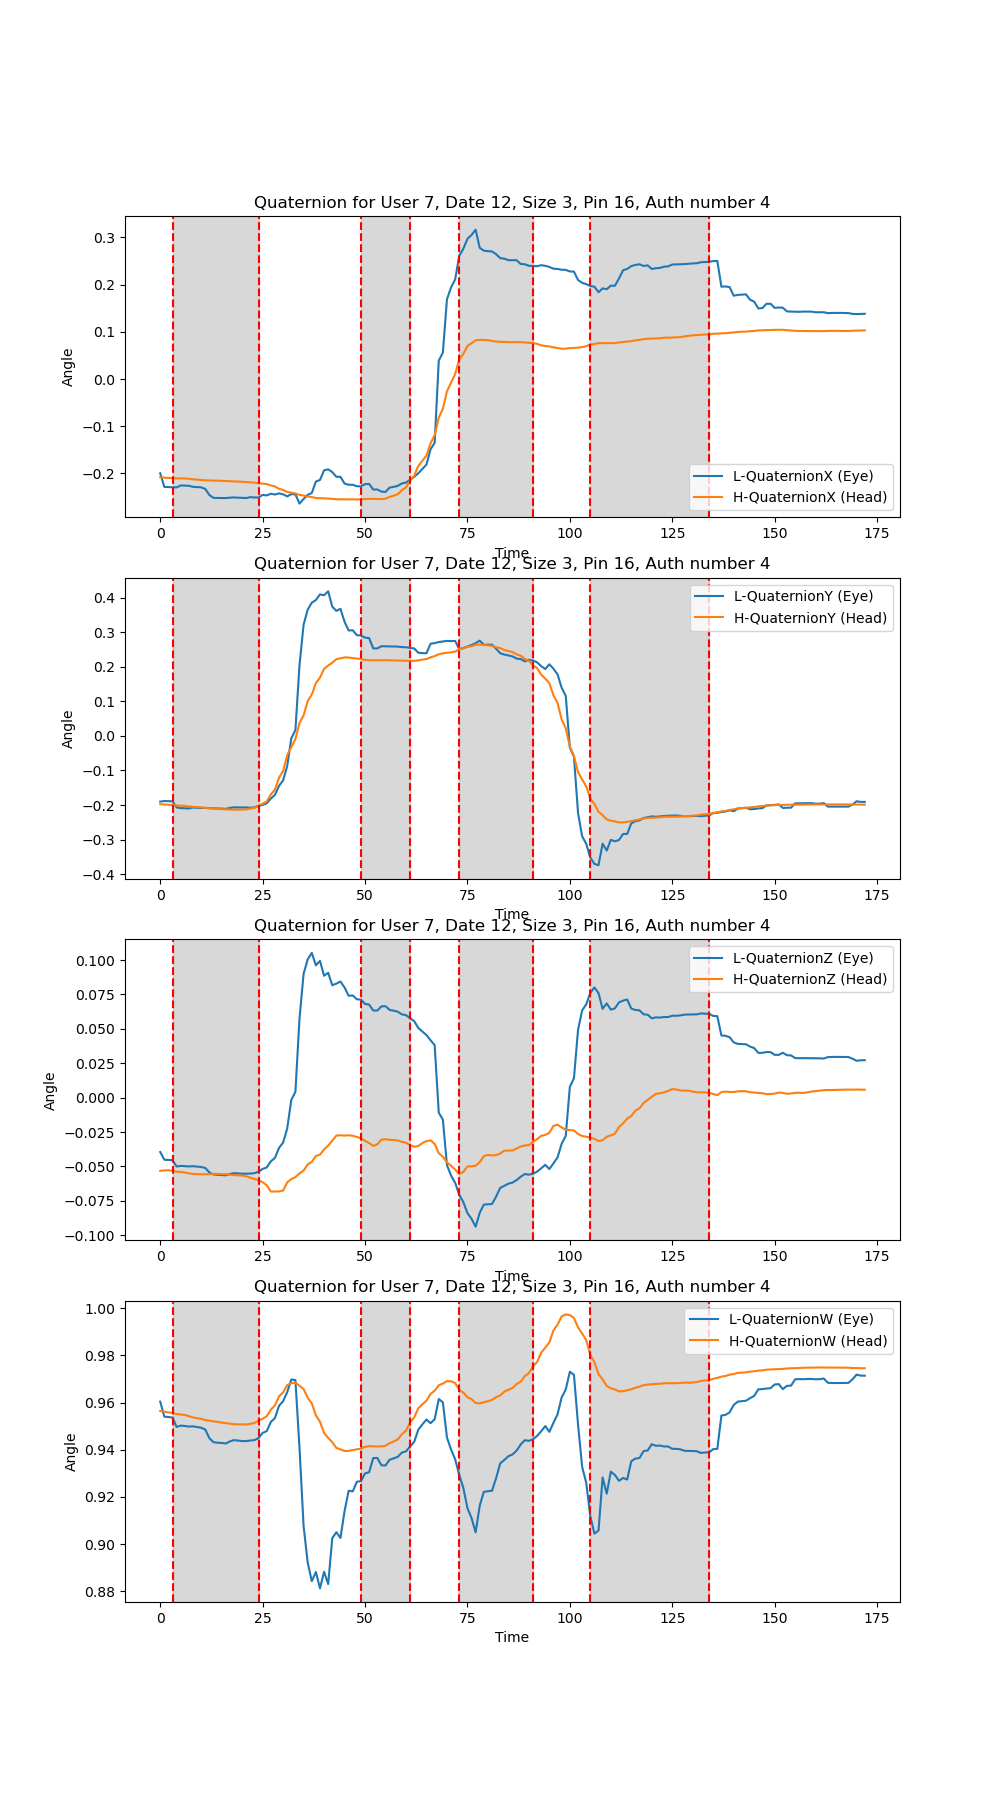 Quaternion for User 7, Date 12, Size 3, Pin 16, Auth number 4
0.3
0.2
0.1
0.0
−0.1
−0.2
Angle
L-QuaternionX (Eye)
H-QuaternionX (Head)
0 25 50 75 100 125 150 175
Time
Quaternion for User 7, Date 12, Size 3, Pin 16, Auth number 4
0.4
0.3
0.2
0.1
0.0
−0.1
−0.2
−0.3
−0.4
Angle
L-QuaternionY (Eye)
H-QuaternionY (Head)
0 25 50 75 100 125 150 175
Time
Quaternion for User 7, Date 12, Size 3, Pin 16, Auth number 4
0.100
0.075
0.050
0.025
0.000
−0.025
−0.050
−0.075
−0.100
Angle
L-QuaternionZ (Eye)
H-QuaternionZ (Head)
0 25 50 75 100 125 150 175
Time
Quaternion for User 7, Date 12, Size 3, Pin 16, Auth number 4
1.00
0.98
0.96
0.94
0.92
0.90
0.88
Angle
L-QuaternionW (Eye)
H-QuaternionW (Head)
0 25 50 75 100 125 150 175
Time